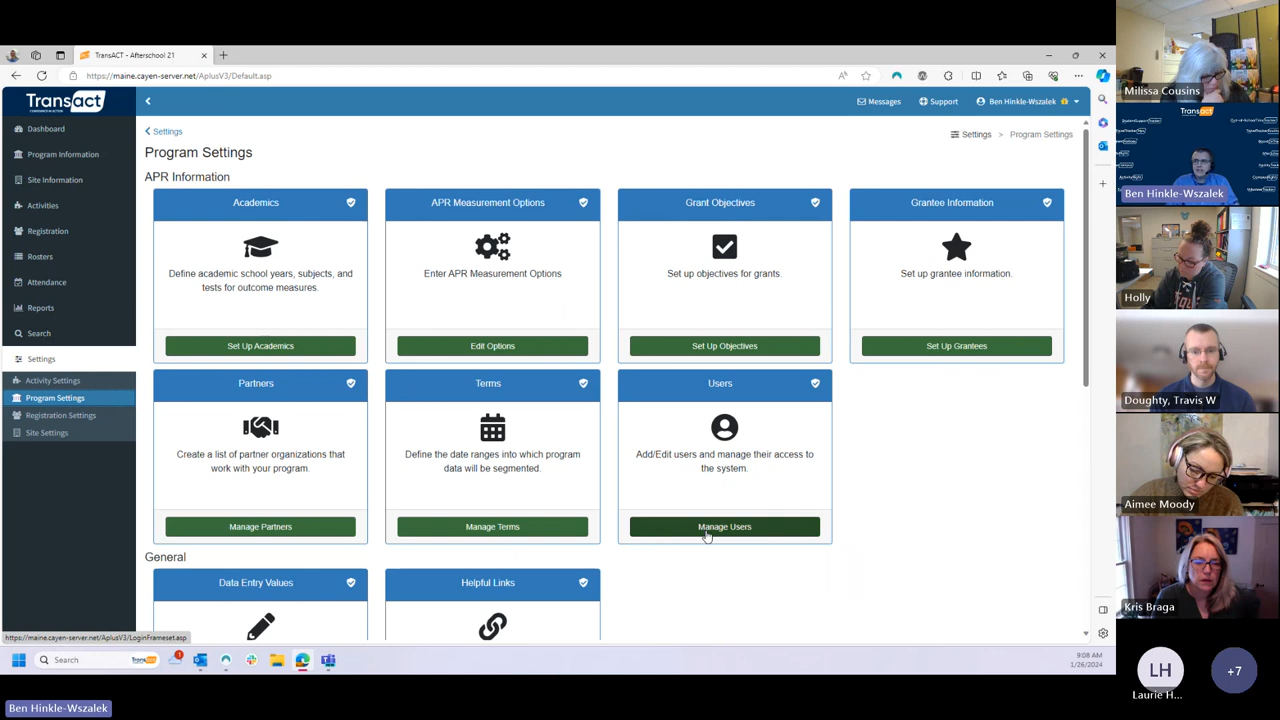 TransACT - Afterschool 21
https://maine.cayen-server.net/AplusV3/Default.asp
Transact
Messages
Support
Ben Hinkle-Wszalek
Dashboard
Program Information
Site Information
Activities
Registration
Rosters
Attendance
Reports
Search
Settings
Activity Settings
Program Settings
Registration Settings
Site Settings
Settings
Settings > Program Settings
Program Settings
APR Information
Academics
Define academic school years, subjects, and
tests for outcome measures.
Set Up Academics
APR Measurement Options
Enter APR Measurement Options
Edit Options
Grant Objectives
Set up objectives for grants.
Set Up Objectives
Grantee Information
Set up grantee information.
Set Up Grantees
Partners
Create a list of partner organizations that
work with your program.
Manage Partners
Terms
Define the date ranges into which program
data will be segmented.
Manage Terms
Users
Add/Edit users and manage their access to
the system.
Manage Users
General
Data Entry Values
Helpful Links
https://maine.cayen-server.net/AplusV3/LoginFrameset.asp
Search
Transact
1
9:08 AM
1/26/2024
Ben Hinkle-Wszalek
Milissa Cousins
Transact
Ben Hinkle-Wszalek
Holly
Doughty, Travis W
Aimee Moody
Kris Braga
LH
Laurie H...
+7